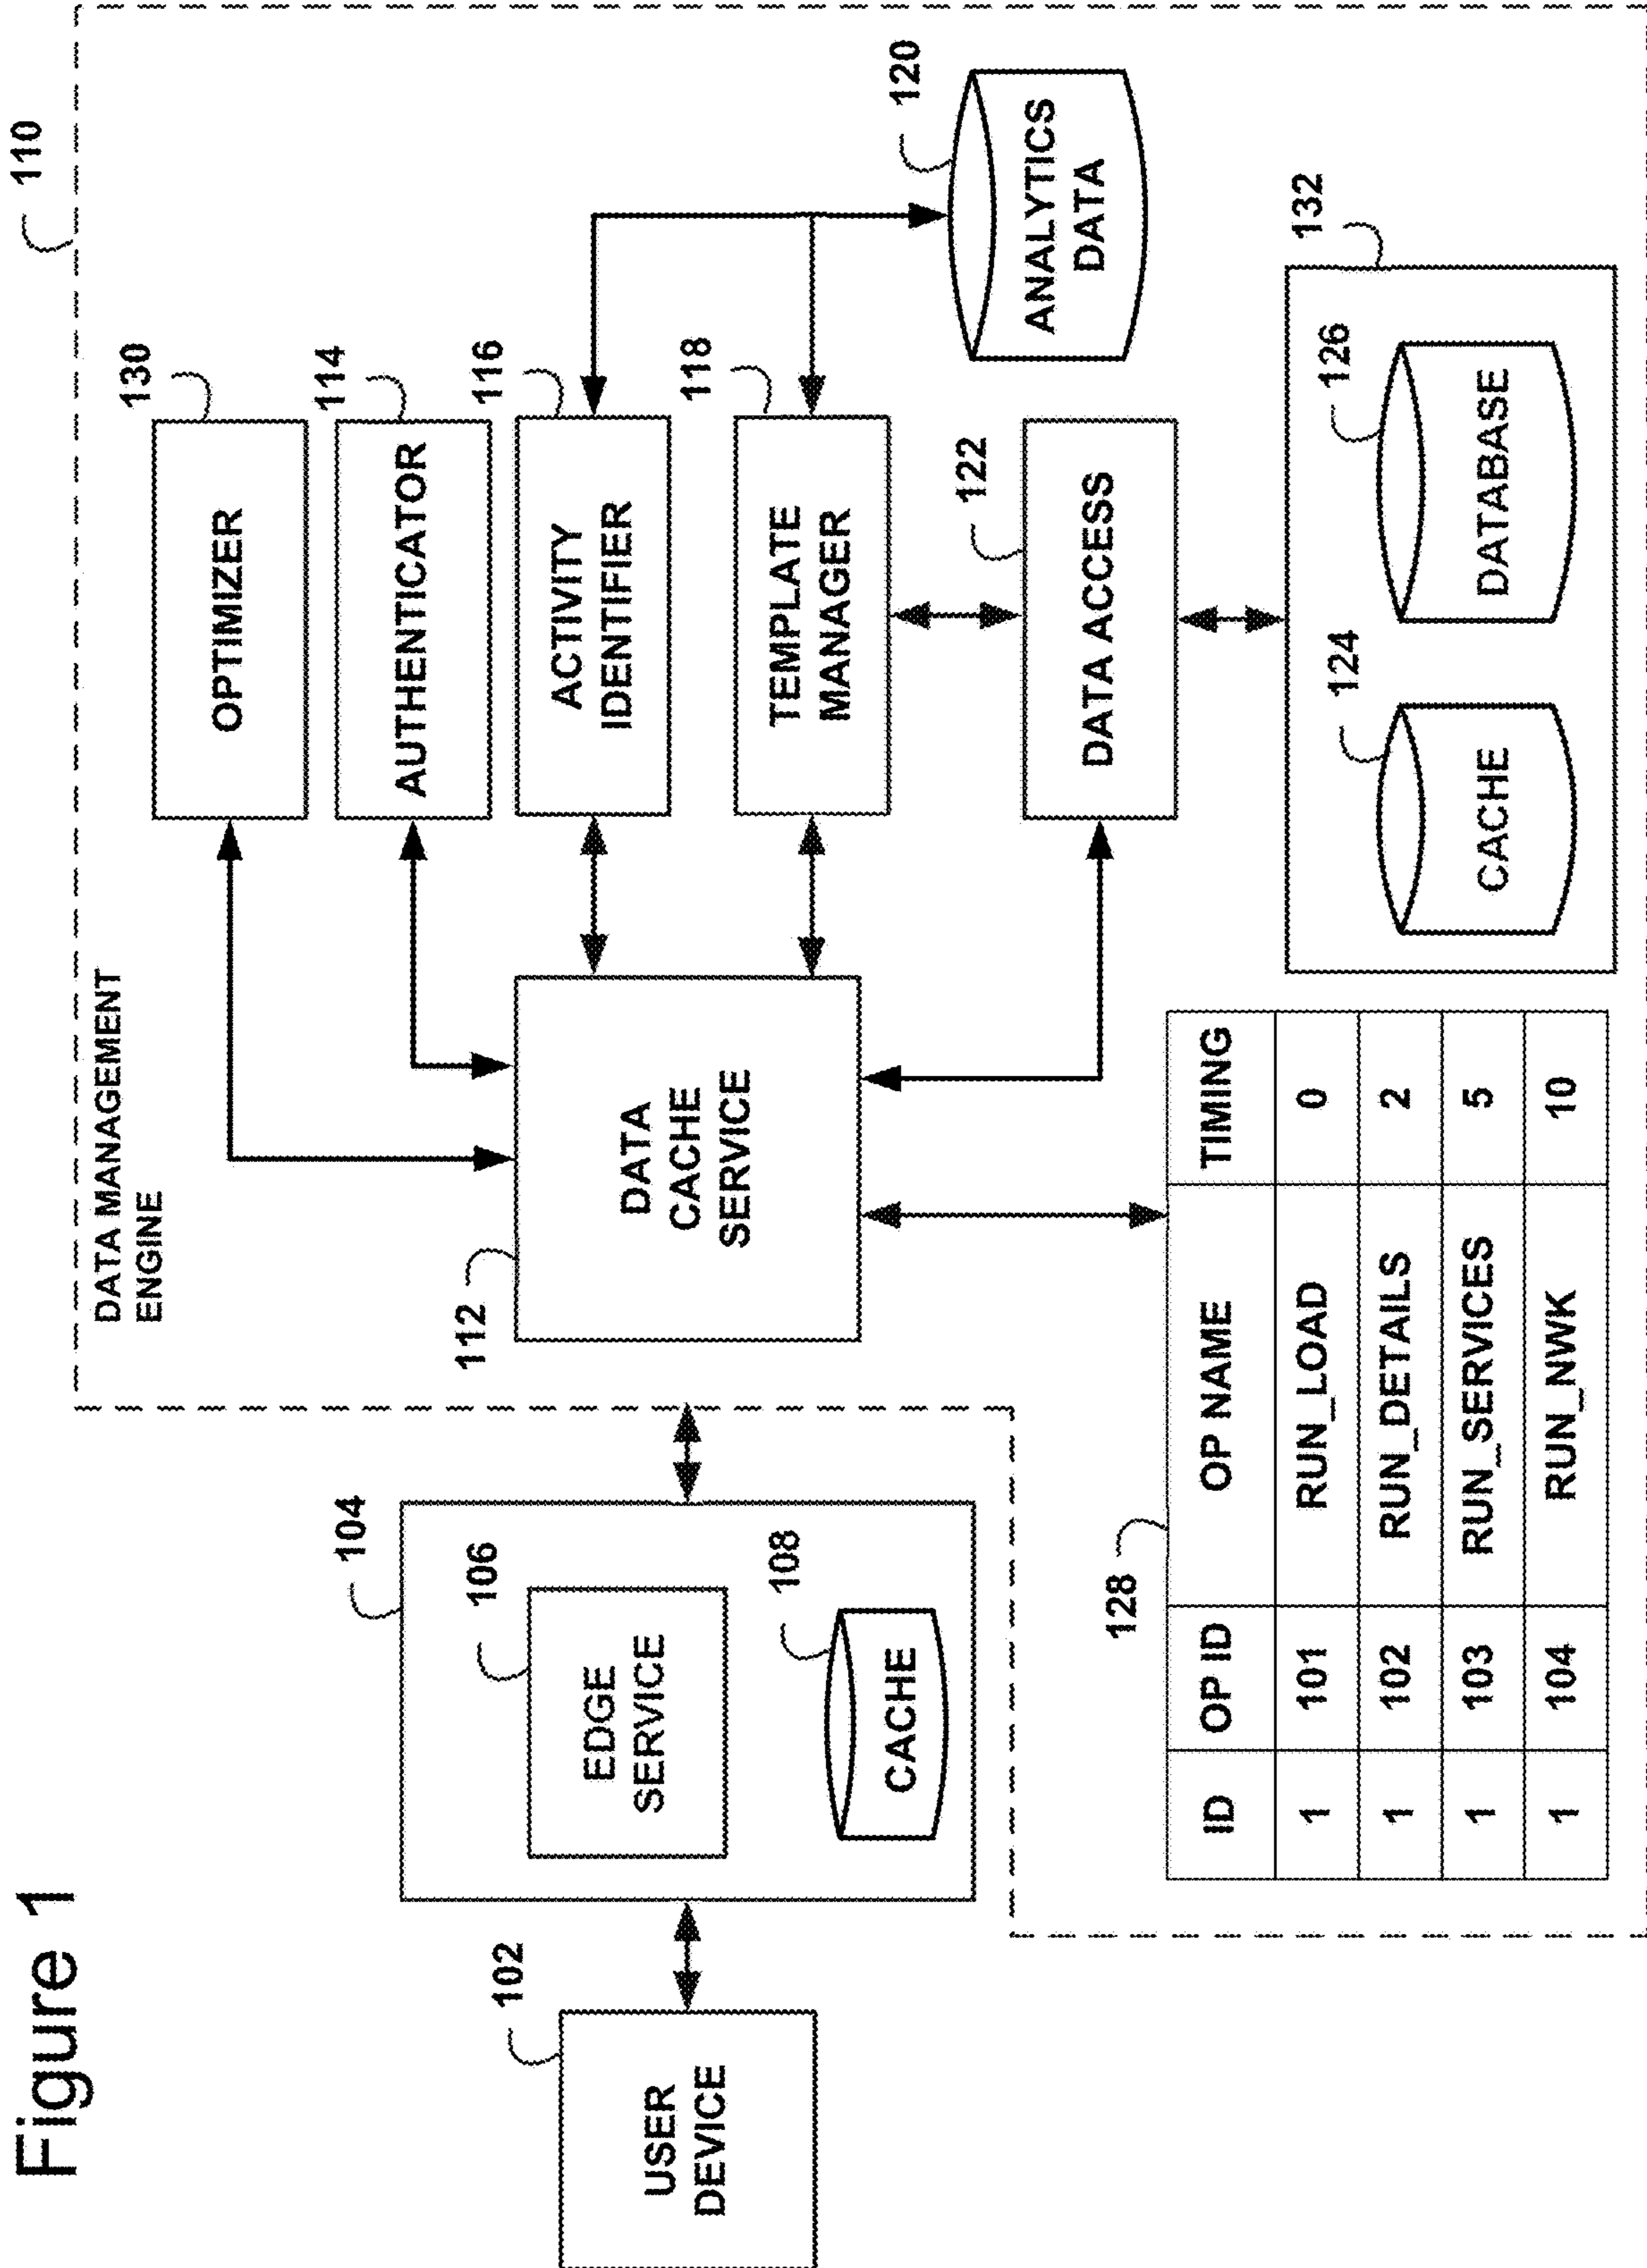 Figure 1
110
DATA MANAGEMENT
ENGINE
130
OPTIMIZER
114
AUTHENTICATOR
102
USER
DEVICE
104
106
EDGE
SERVICE
108
CACHE
112
DATA
CACHE
SERVICE
116
ACTIVITY
IDENTIFIER
118
TEMPLATE
MANAGER
120
ANALYTICS
DATA
122
DATA ACCESS
128
ID OP ID OP NAME TIMING
1 101 RUN_LOAD 0
1 102 RUN_DETAILS 2
1 103 RUN_SERVICES 5
1 104 RUN_NWK 10
132
124
CACHE
126
DATABASE